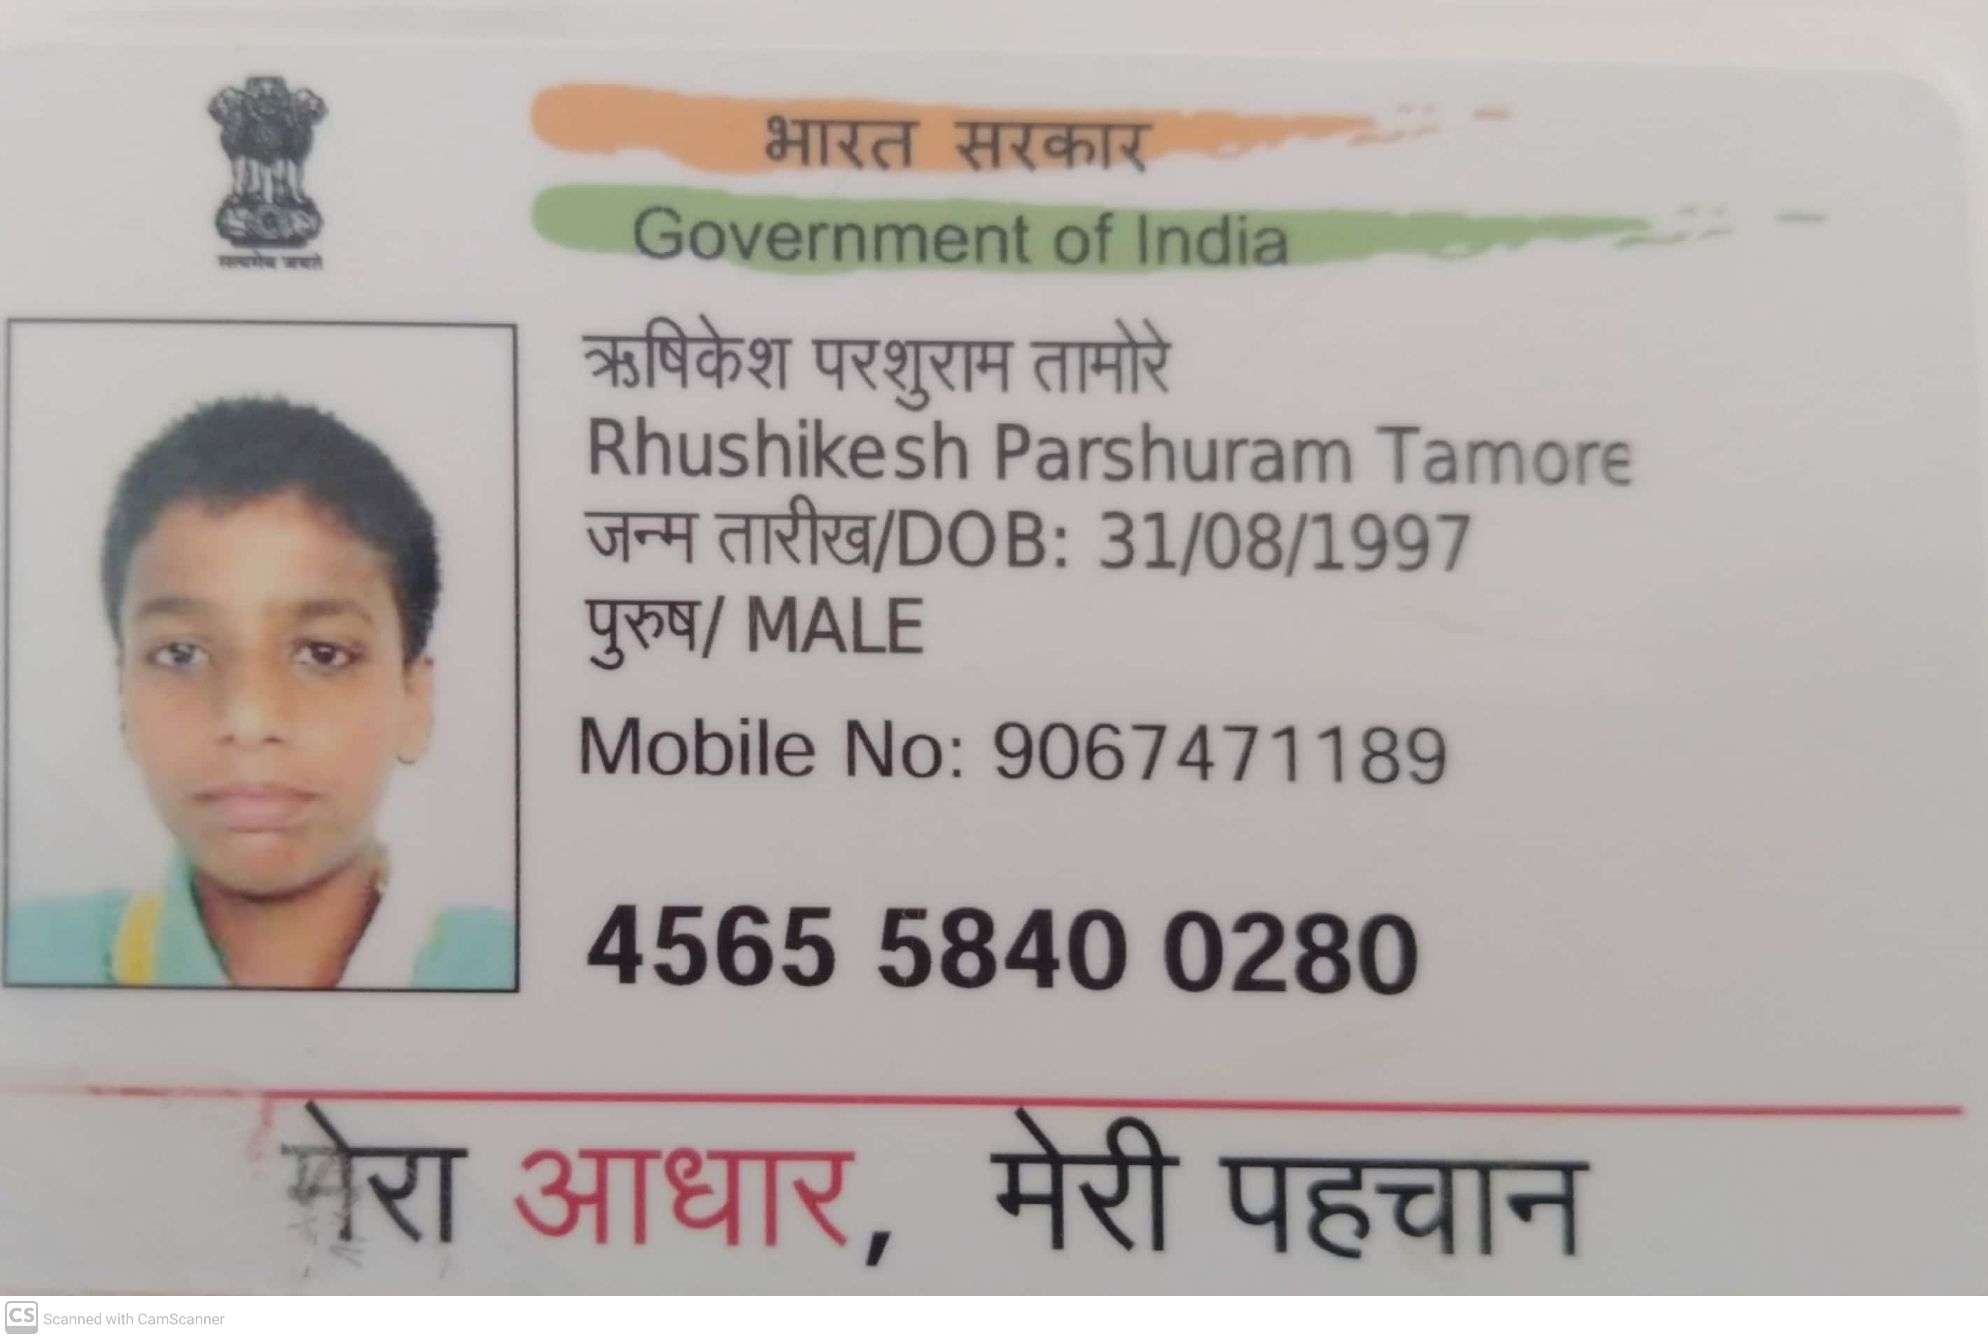 सत्यमेव जयते
भारत सरकार
Government of India
ऋषिकेश परशुराम तामोरे
Rhushikesh Parshuram Tamore
जन्म तारीख/DOB: 31/08/1997
पुरुष/ MALE
Mobile No: 9067471189
4565 5840 0280
मेरा आधार, मेरी पहचान
CS Scanned with CamScanner